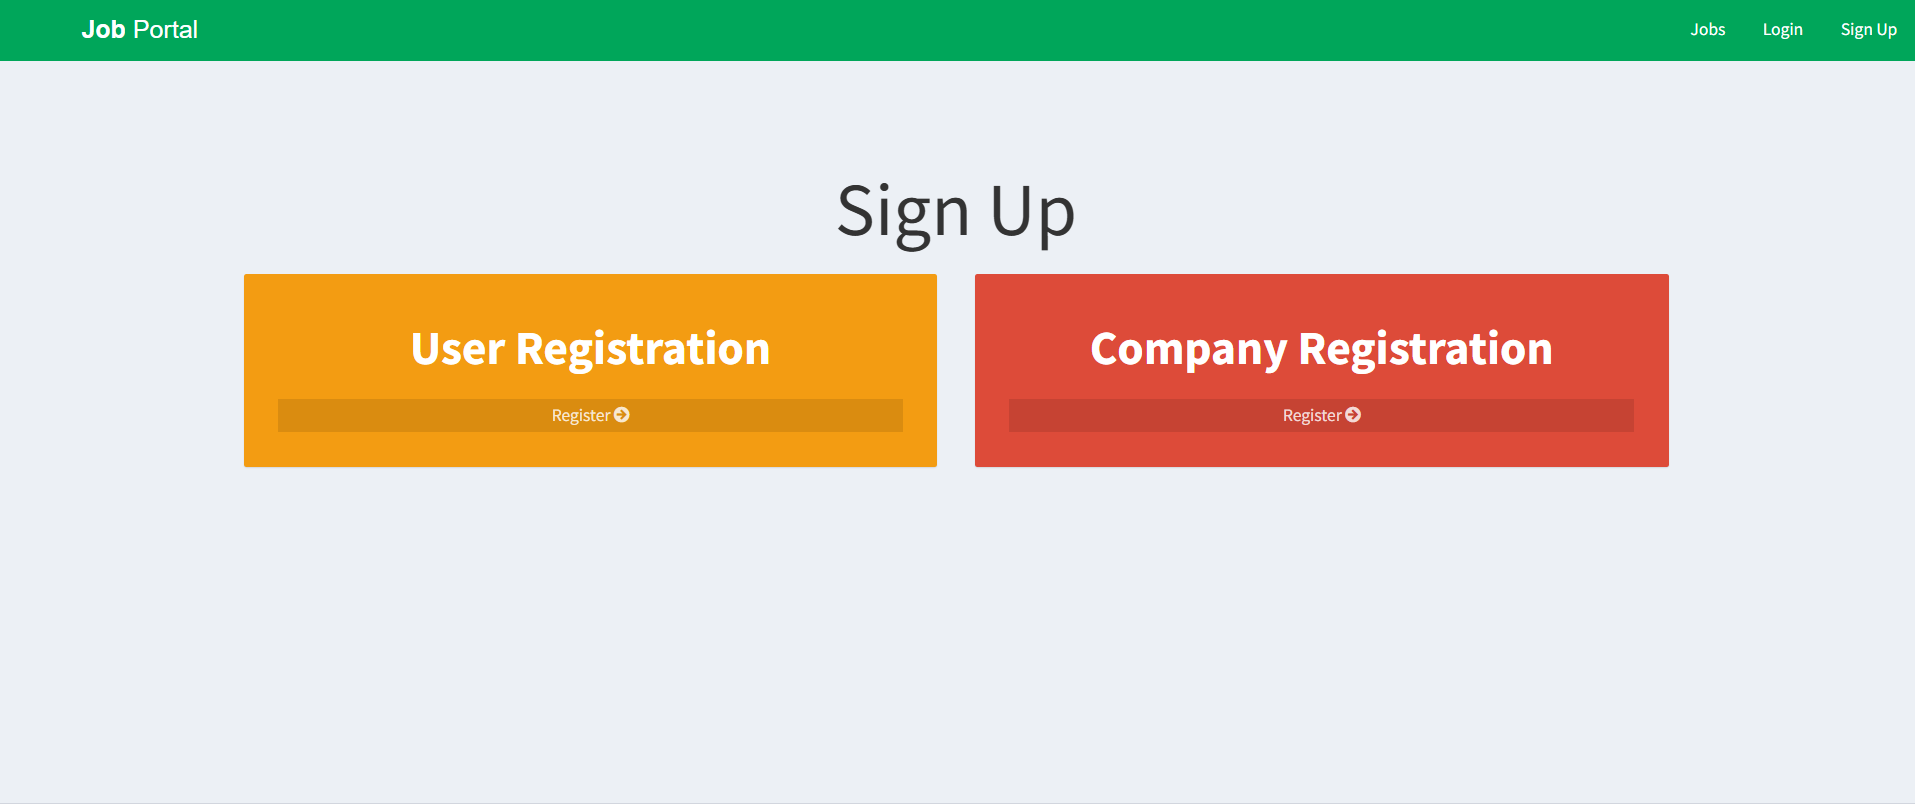 Job Portal
Jobs
Login
Sign Up
Sign Up
User Registration
Register
Company Registration
Register